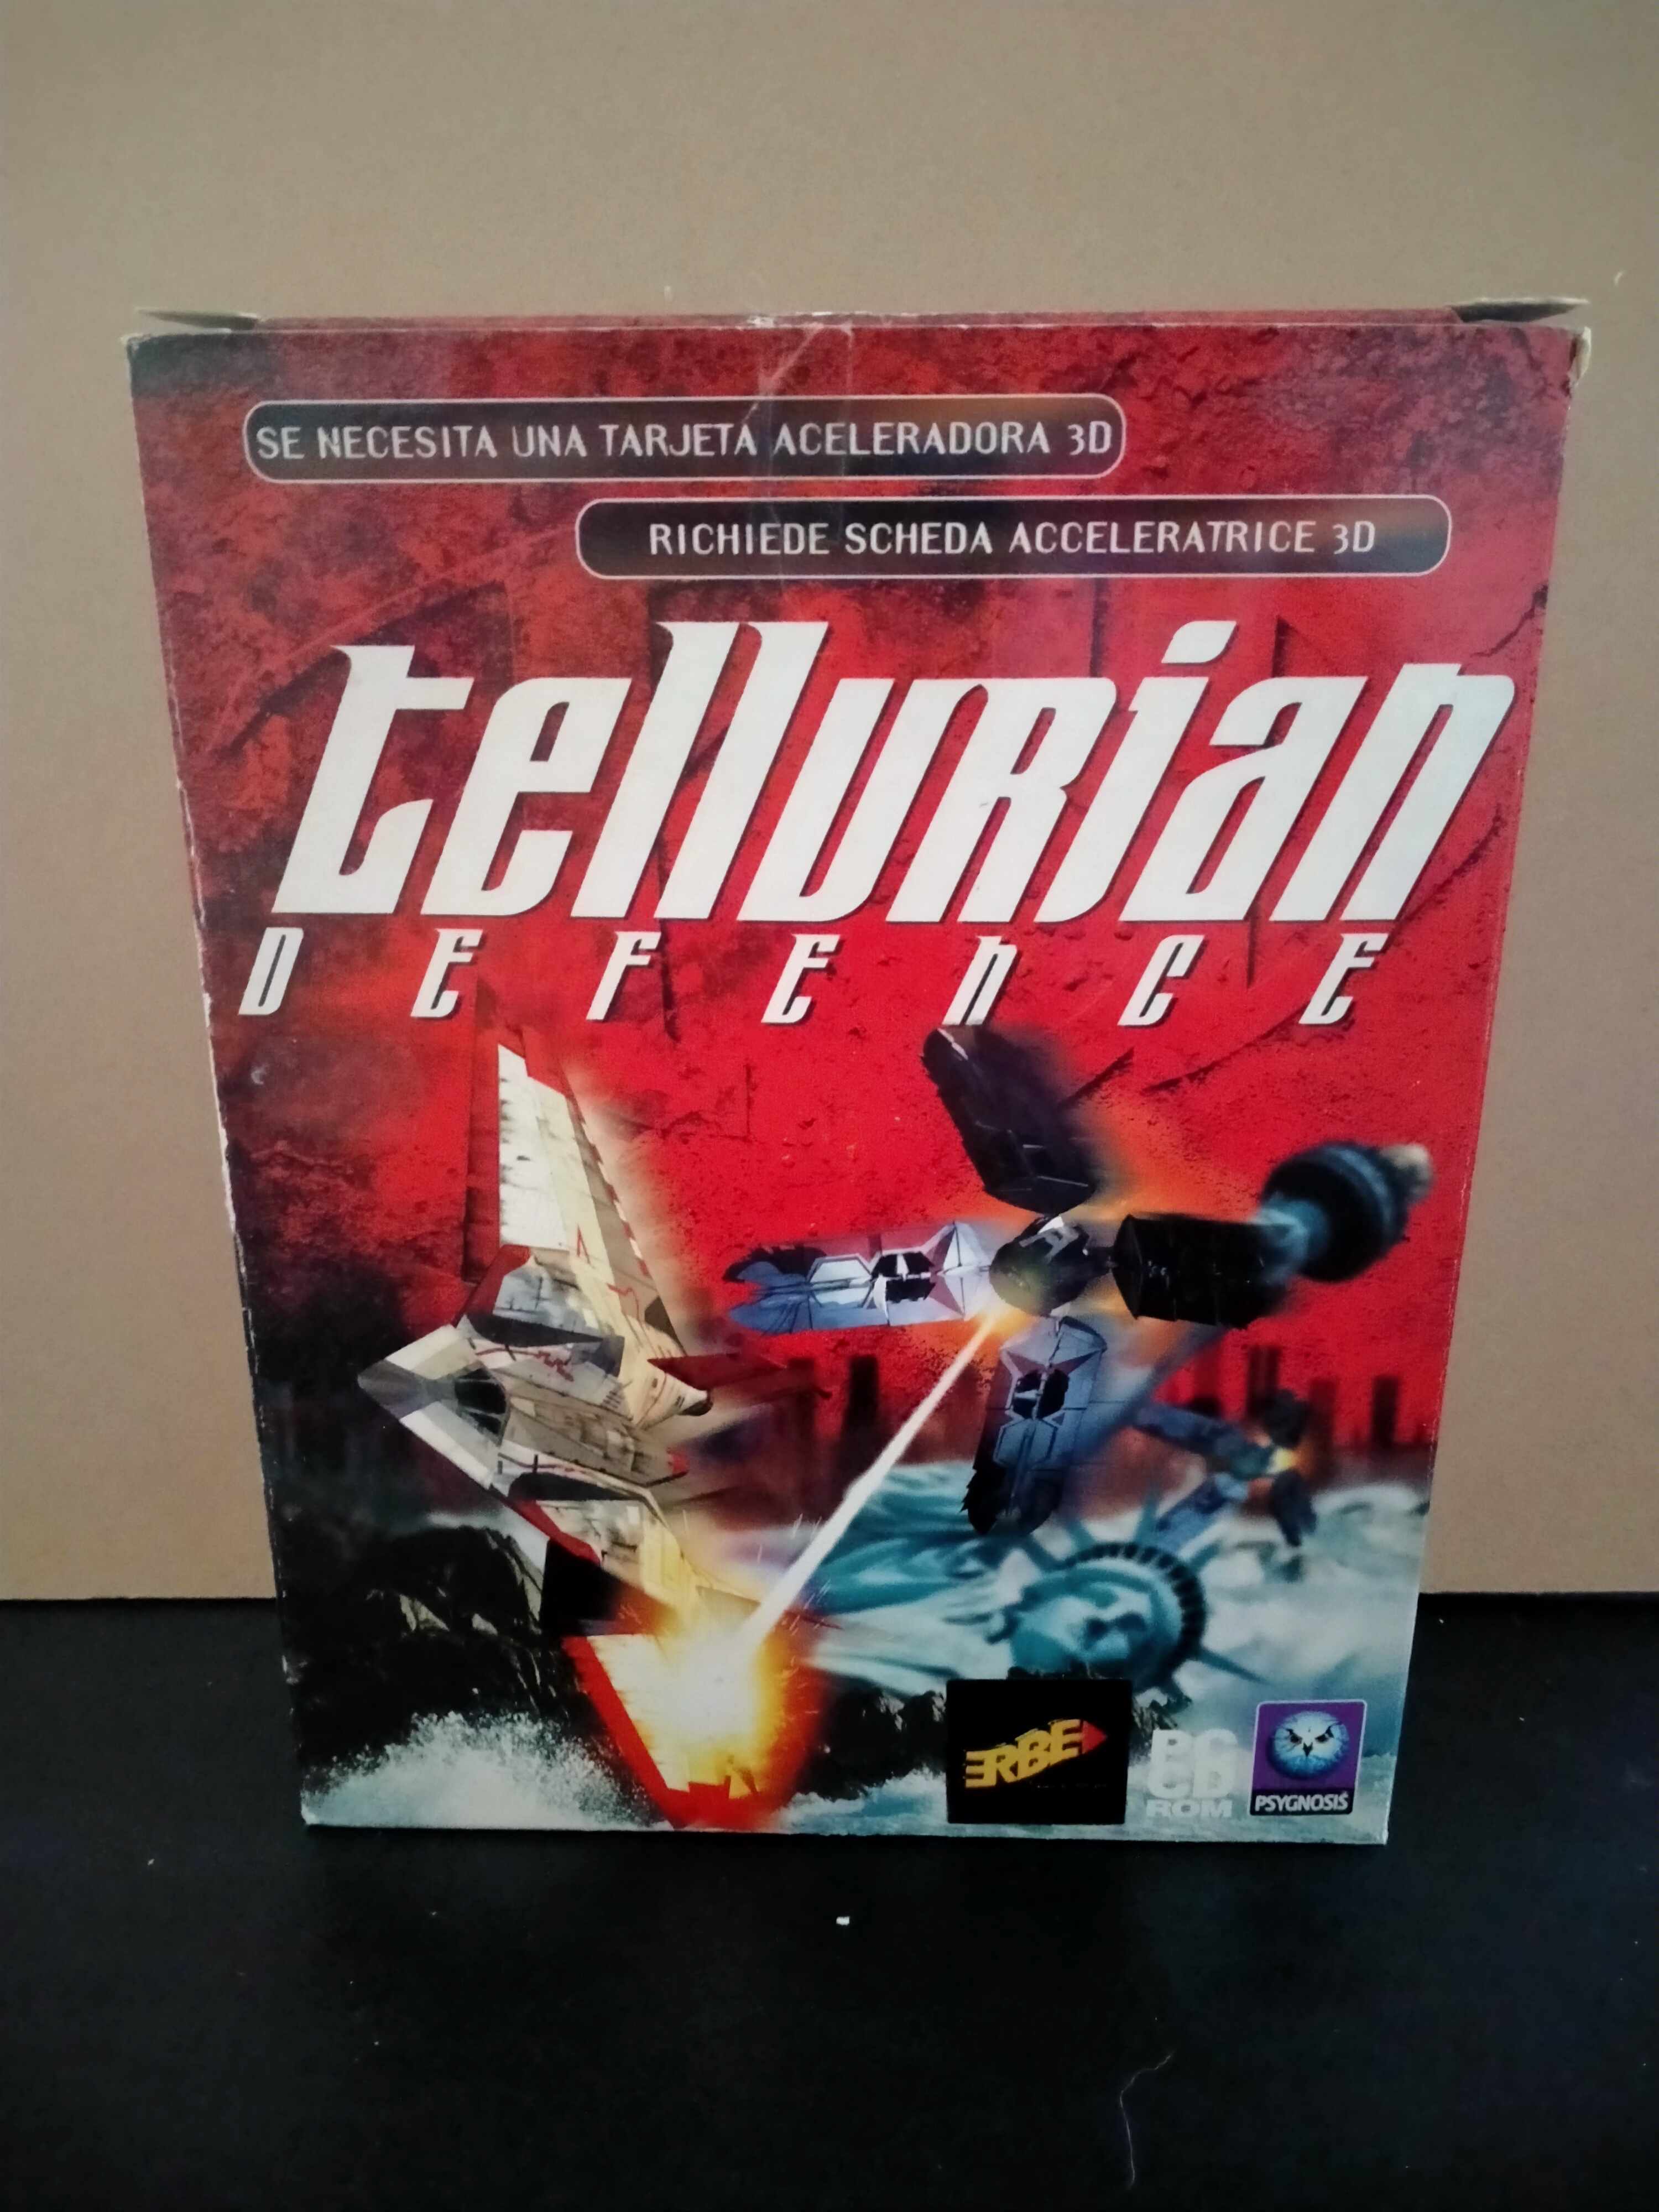 SE NECESITA UNA TARJETA ACELERADORA 3D
RICHIEDE SCHEDA ACCELERATRICE 3D
tellurian
DEFENCE
ERBE
PC
CD
ROM
PSYGNOSIS